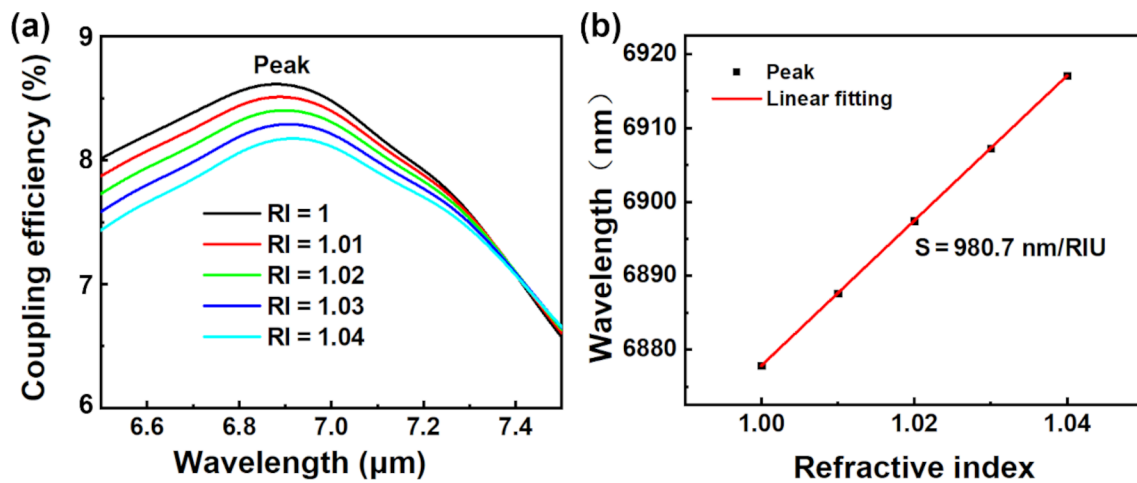 (a)
Coupling efficiency (%)
9
8
7
6
Peak
RI = 1
RI = 1.01
RI = 1.02
RI = 1.03
RI = 1.04
6.6 6.8 7.0 7.2 7.4
Wavelength (μm)
(b)
Wavelength（nm）
6920
6910
6900
6890
6880
Peak
Linear fitting
S = 980.7 nm/RIU
1.00 1.02 1.04
Refractive index